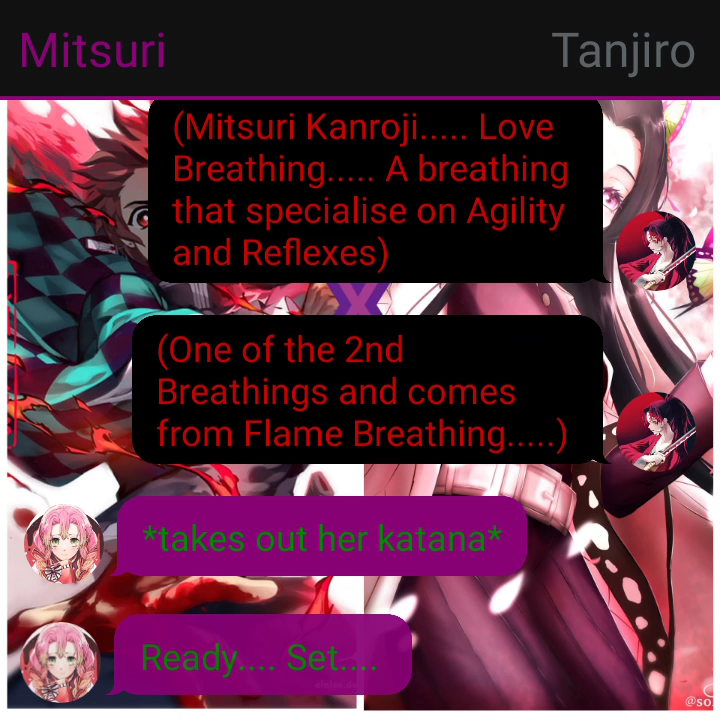 Mitsuri
Tanjiro
(Mitsuri Kanroji..... Love
Breathing..... A breathing
that specialise on Agility
and Reflexes)
X
(One of the 2nd
Breathings and comes
from Flame Breathing.....)
*takes out her katana*
Ready.... Set....